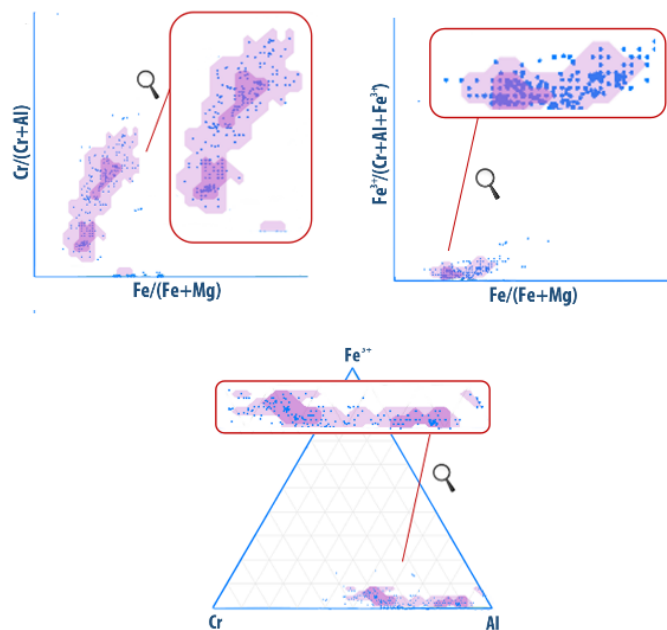 Cr/(Cr+Al)
Fe/(Fe+Mg)
Fe³⁺/(Cr+Al+Fe³⁺)
Fe/(Fe+Mg)
Fe³⁺
Cr
Al